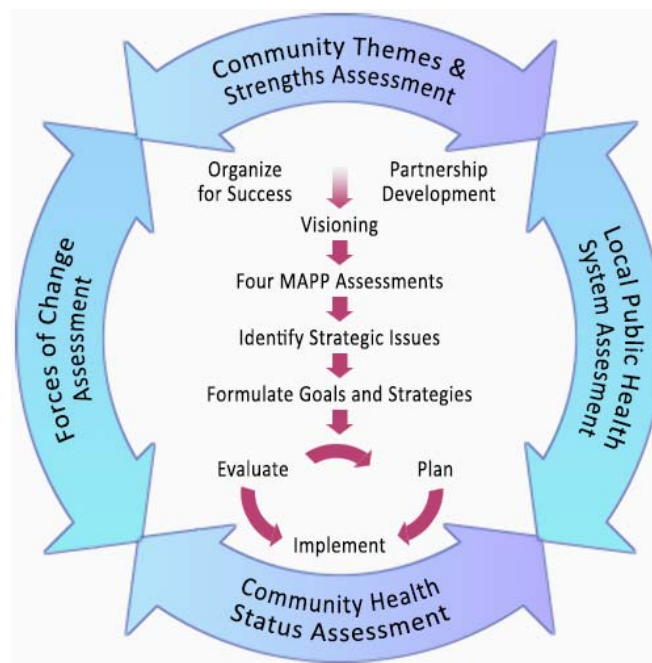 Community Themes &
Strengths Assessment
Organize
for Success
Partnership
Development
Visioning
Four MAPP Assessments
Identify Strategic Issues
Formulate Goals and Strategies
Evaluate
Plan
Implement
Forces of Change
Assessment
Local Public Health
System Assesment
Community Health
Status Assessment